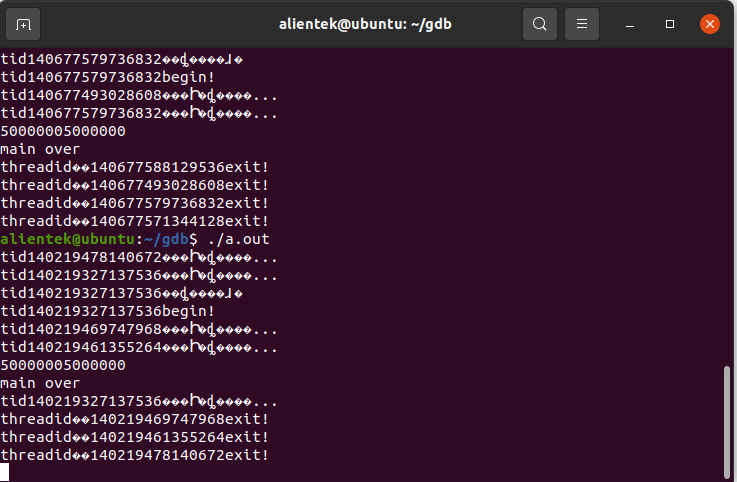 alientek@ubuntu: ~/gdb
tid140677579736832��ȡ����ɹ�
tid140677579736832begin!
tid140677493028608���Ի�ȡ����...
tid140677579736832���Ի�ȡ����...
50000005000000
main over
threadid��140677588129536exit!
threadid��140677493028608exit!
threadid��140677579736832exit!
threadid��140677571344128exit!
alientek@ubuntu:~/gdb$ ./a.out
tid140219478140672���Ի�ȡ����...
tid140219327137536���Ի�ȡ����...
tid140219327137536��ȡ����ɹ�
tid140219327137536begin!
tid140219469747968���Ի�ȡ����...
tid140219461355264���Ի�ȡ����...
50000005000000
main over
tid140219327137536���Ի�ȡ����...
threadid��140219469747968exit!
threadid��140219461355264exit!
threadid��140219478140672exit!